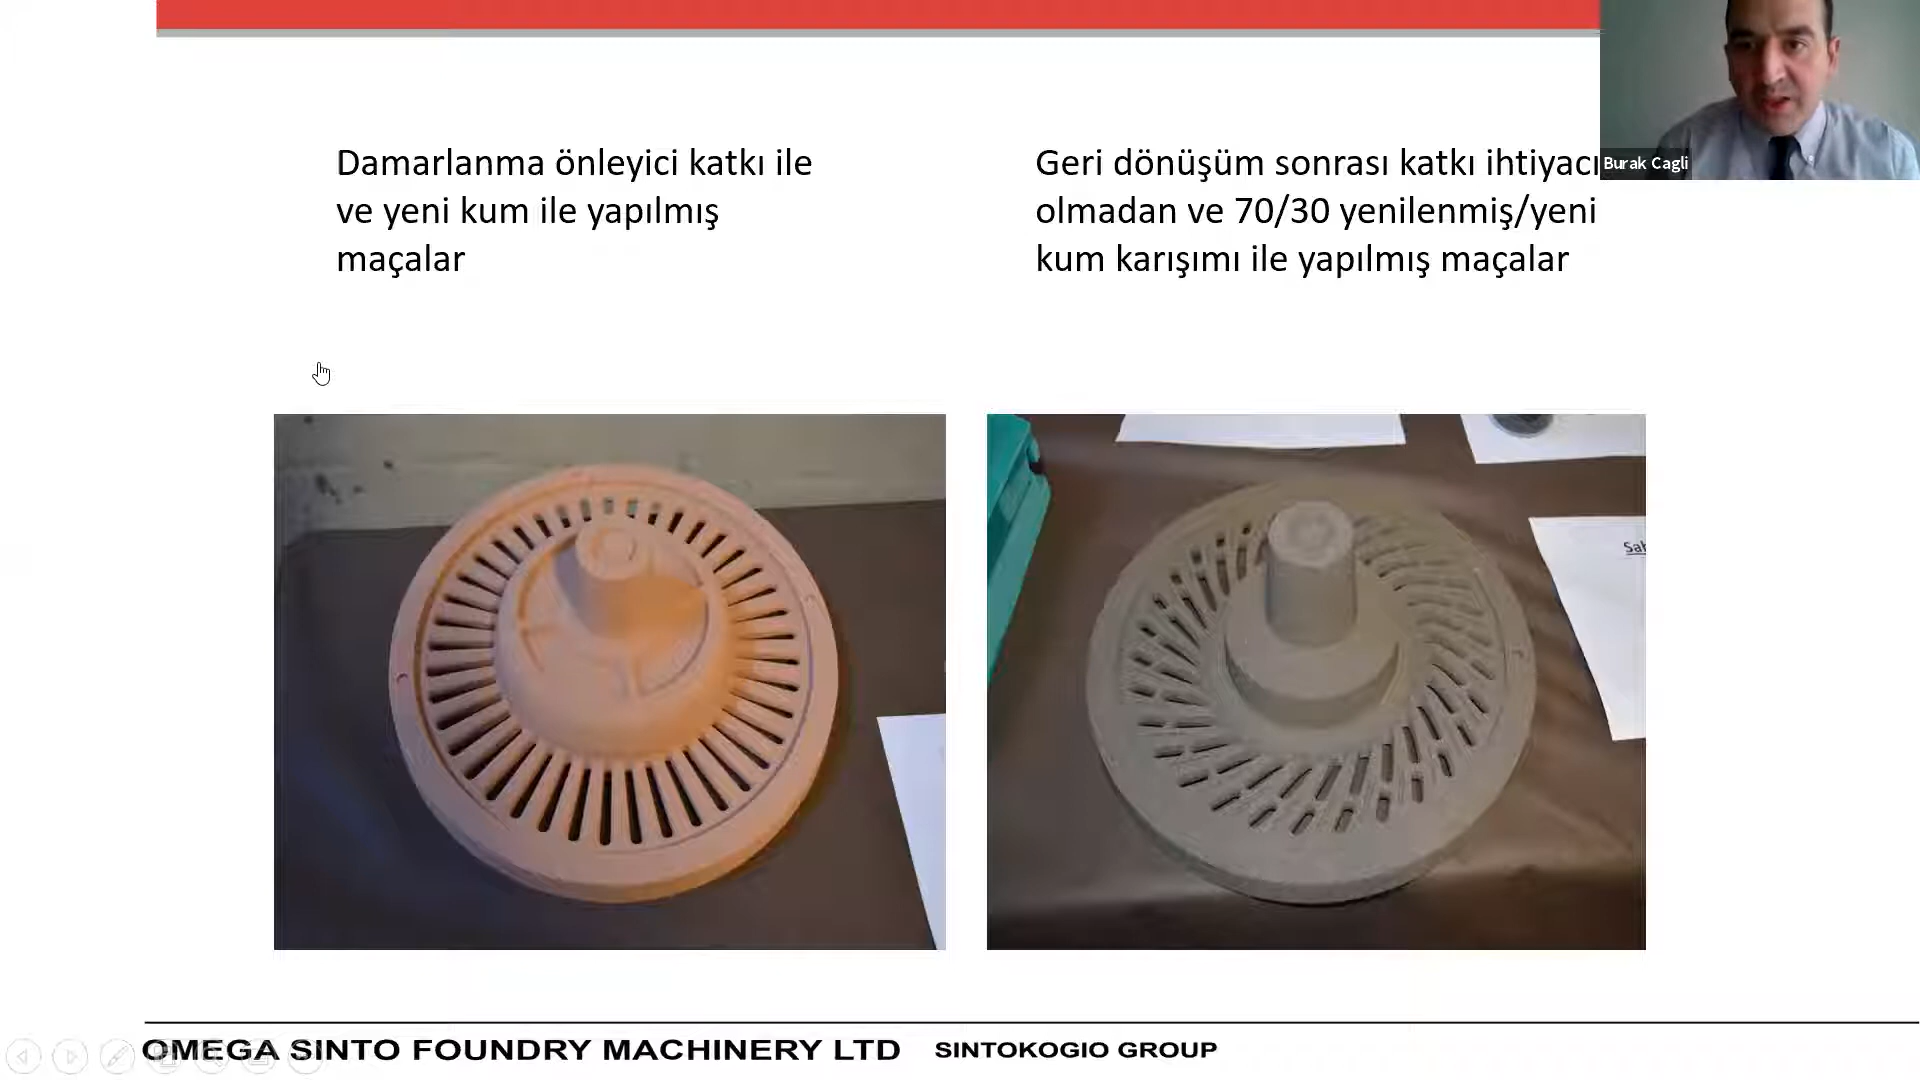 Damarlanma önleyici katkı ile
ve yeni kum ile yapılmış
maçalar
Geri dönüşüm sonrası katkı ihtiyacı
olmadan ve 70/30 yenilenmiş/yeni
kum karışımı ile yapılmış maçalar
Burak Cagli
OMEGA SINTO FOUNDRY MACHINERY LTD SINTOKOGIO GROUP